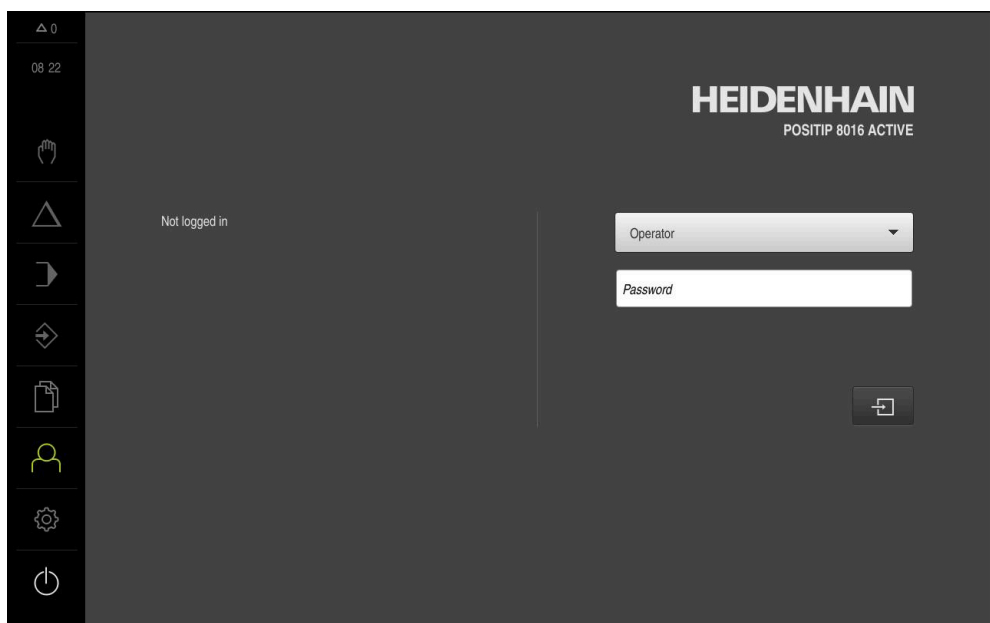 0
08 22
HEIDENHAIN
POSITIP 8016 ACTIVE
Not logged in
Operator
Password